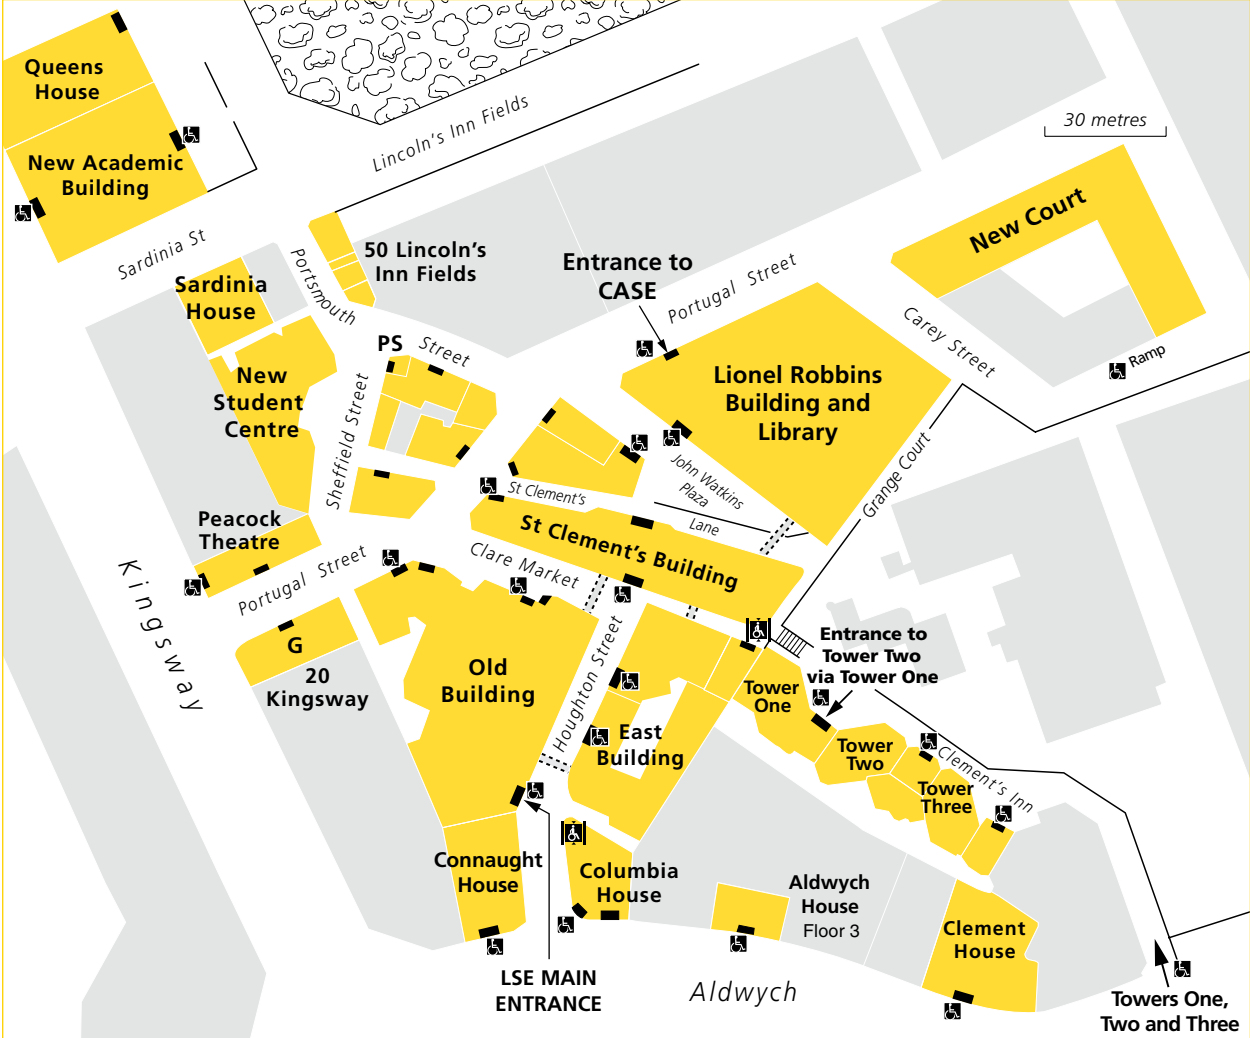 Queens
House
New Academic
Building
Lincoln's Inn Fields
30 metres
New Court
Sardinia St
Portsmouth
Street
50 Lincoln's
Inn Fields
Sardinia
House
Entrance to
CASE
Portugal Street
Carey Street
Ramp
PS
New
Student
Centre
Sheffield Street
Lionel Robbins
Building and
Library
John Watkins
Plaza
Grange Court
St Clement's
Lane
St Clement's Building
Peacock
Theatre
Portugal Street
Clare Market
Kingsway
G
20
Kingsway
Old
Building
Houghton Street
East
Building
Entrance to
Tower Two
via Tower One
Tower
One
Tower
Two
Tower
Three
Clement's Inn
Connaught
House
Columbia
House
Aldwych
House
Floor 3
Clement
House
LSE MAIN
ENTRANCE
Aldwych
Towers One,
Two and Three